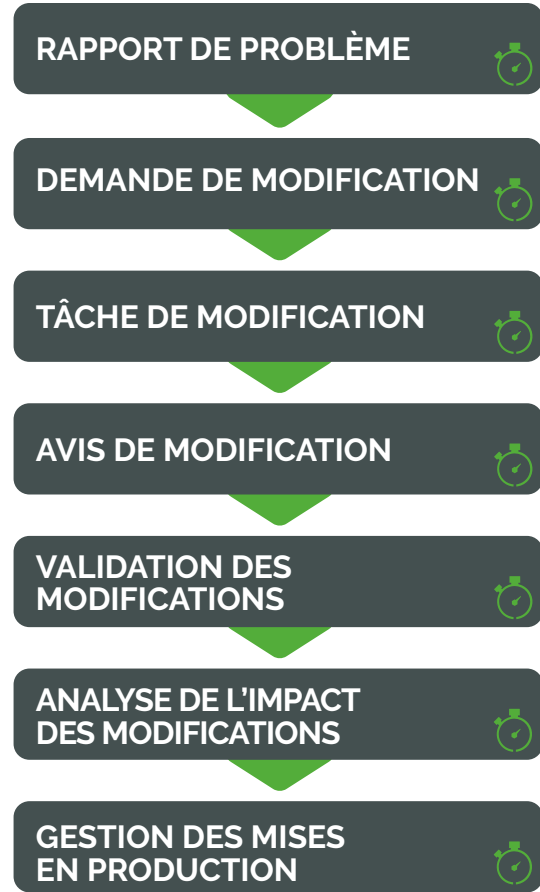 RAPPORT DE PROBLÈME
DEMANDE DE MODIFICATION
TÂCHE DE MODIFICATION
AVIS DE MODIFICATION
VALIDATION DES
MODIFICATIONS
ANALYSE DE L'IMPACT
DES MODIFICATIONS
GESTION DES MISES
EN PRODUCTION